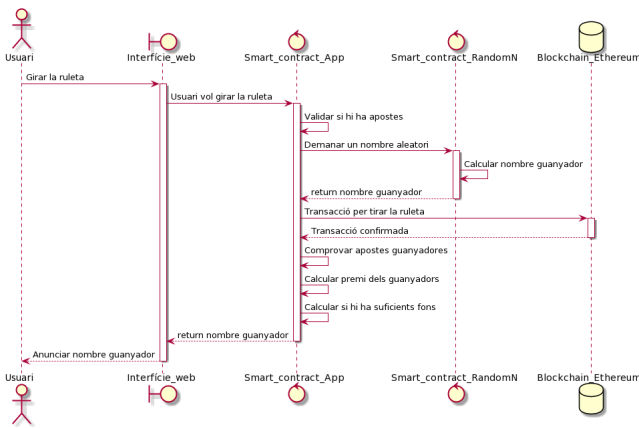 Usuari
Interfície_web
Smart_contract_App
Smart_contract_RandomN
Blockchain_Ethereum
Girar la ruleta
Usuari vol girar la ruleta
Validar si hi ha apostes
Demanar un nombre aleatori
Calcular nombre guanyador
return nombre guanyador
Transacció per tirar la ruleta
Transacció confirmada
Comprovar apostes guanyadores
Calcular premi dels guanyadors
Calcular si hi ha suficients fons
return nombre guanyador
Anunciar nombre guanyador
Usuari
Interfície_web
Smart_contract_App
Smart_contract_RandomN
Blockchain_Ethereum